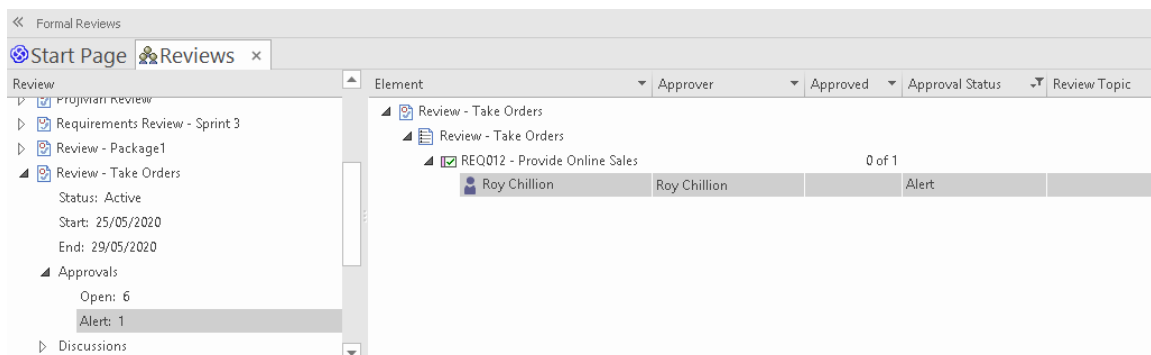 Formal Reviews
Start Page Reviews ×
Review
ProjMan Review
Requirements Review - Sprint 3
Review - Package1
Review - Take Orders
Status: Active
Start: 25/05/2020
End: 29/05/2020
Approvals
Open: 6
Alert: 1
Discussions
Element Approver Approved Approval Status Review Topic
Review - Take Orders
Review - Take Orders
REQ012 - Provide Online Sales 0 of 1
Roy Chillion Roy Chillion Alert